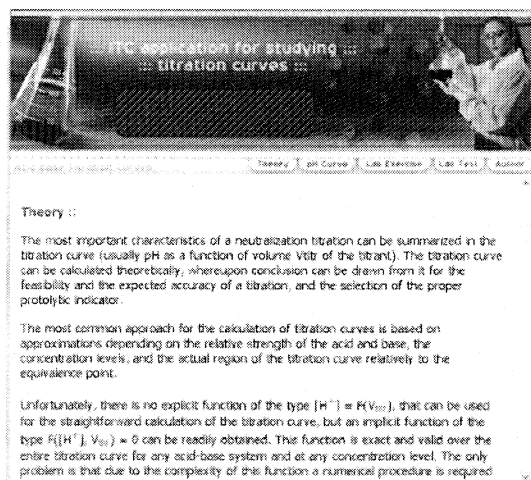 ITC application for studying :::
::: titration curves :::
Theory pH Curve Lab Exercise Lab Test Author
Theory ::
The most important characteristics of a neutralization titration can be summarized in the
titration curve (usually pH as a function of volume Vtitr of the titrant). The titration curve
can be calculated theoretically, whereupon conclusion can be drawn from it for the
feasibility and the expected accuracy of a titration, and the selection of the proper
protolytic indicator.
The most common approach for the calculation of titration curves is based on
approximations depending on the relative strength of the acid and base, the
concentration levels, and the actual region of the titration curve relatively to the
equivalence point.
Unfortunately, there is no explicit function of the type [H⁺] = F(Vₜᵢₜᵣ), that can be used
for the straightforward calculation of the titration curve, but an implicit function of the
type F([H⁺], Vₜᵢₜᵣ) = 0 can be readily obtained. This function is exact and valid over the
entire titration curve for any acid-base system and at any concentration level. The only
problem is that due to the complexity of this function a numerical procedure is required